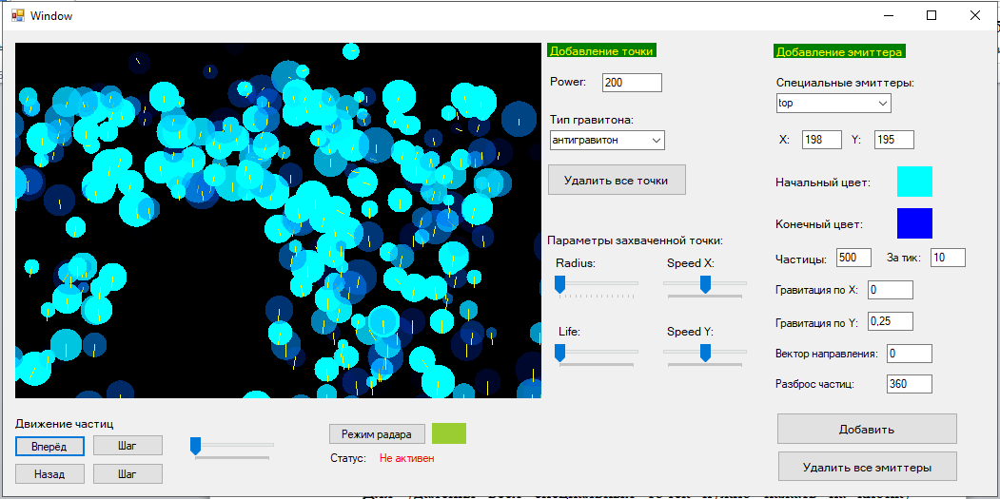 Window
Добавление точки
Power: 200
Тип гравитона:
антигравитон
Удалить все точки
Параметры захваченной точки:
Radius: Speed X:
Life: Speed Y:
Добавление эмиттера
Специальные эмиттеры:
top
X: 198 Y: 195
Начальный цвет:
Конечный цвет:
Частицы: 500 За тик: 10
Гравитация по X: 0
Гравитация по Y: 0,25
Вектор направления: 0
Разброс частиц: 360
Добавить
Удалить все эмиттеры
Движение частиц
Вперёд Шаг
Назад Шаг
Режим радара
Статус: Не активен